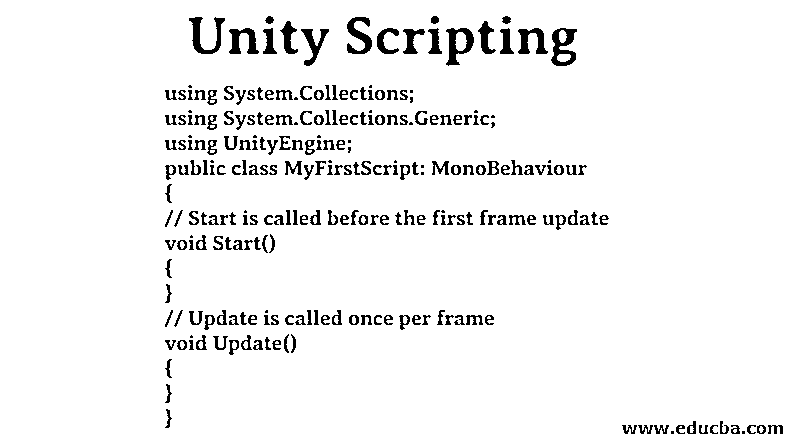 Unity Scripting
using System.Collections;
using System.Collections.Generic;
using UnityEngine;
public class MyFirstScript: MonoBehaviour
{
// Start is called before the first frame update
void Start()
{
}
// Update is called once per frame
void Update()
{
}
}
www.educba.com